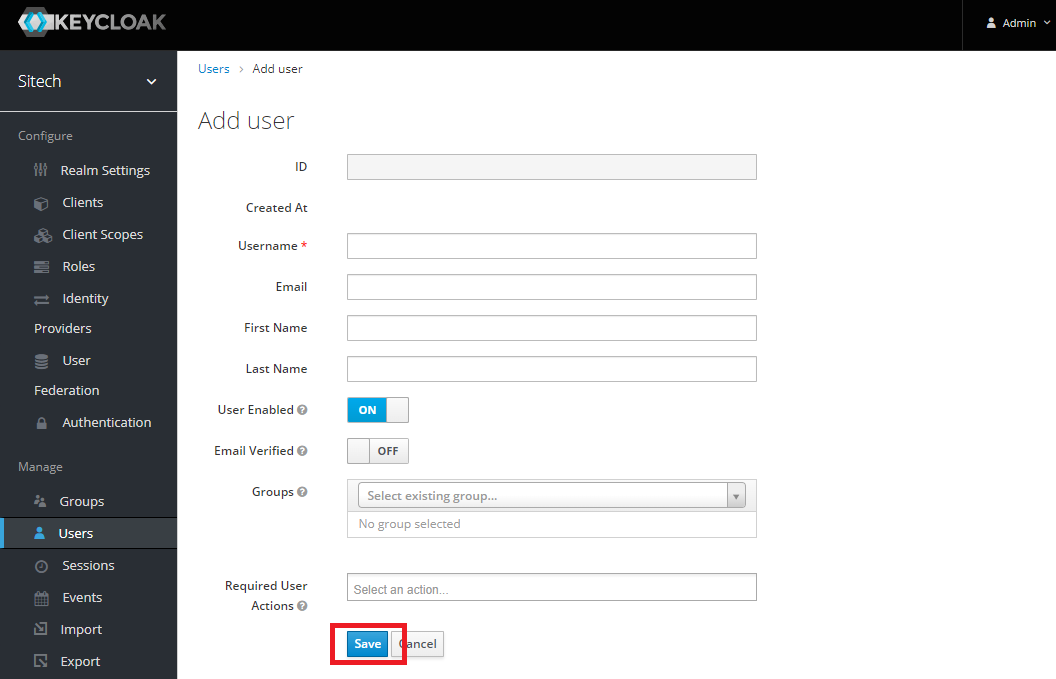 KEYCLOAK
Admin
Sitech
Configure
Realm Settings
Clients
Client Scopes
Roles
Identity
Providers
User
Federation
Authentication
Manage
Groups
Users
Sessions
Events
Import
Export
Users > Add user
Add user
ID
Created At
Username *
Email
First Name
Last Name
User Enabled ?
ON
Email Verified ?
OFF
Groups ?
Select existing group...
No group selected
Required User
Actions ?
Select an action...
Save
Cancel